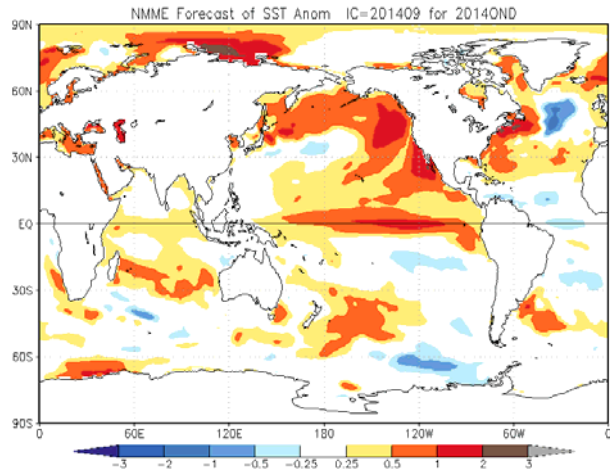 NMME Forecast of SST Anom IC=201409 for 2014OND
90N
60N
30N
EQ
30S
60S
90S
0 60E 120E 180 120W 60W 0
-3 -2 -1 -0.5 -0.25 0.25 0.5 1 2 3